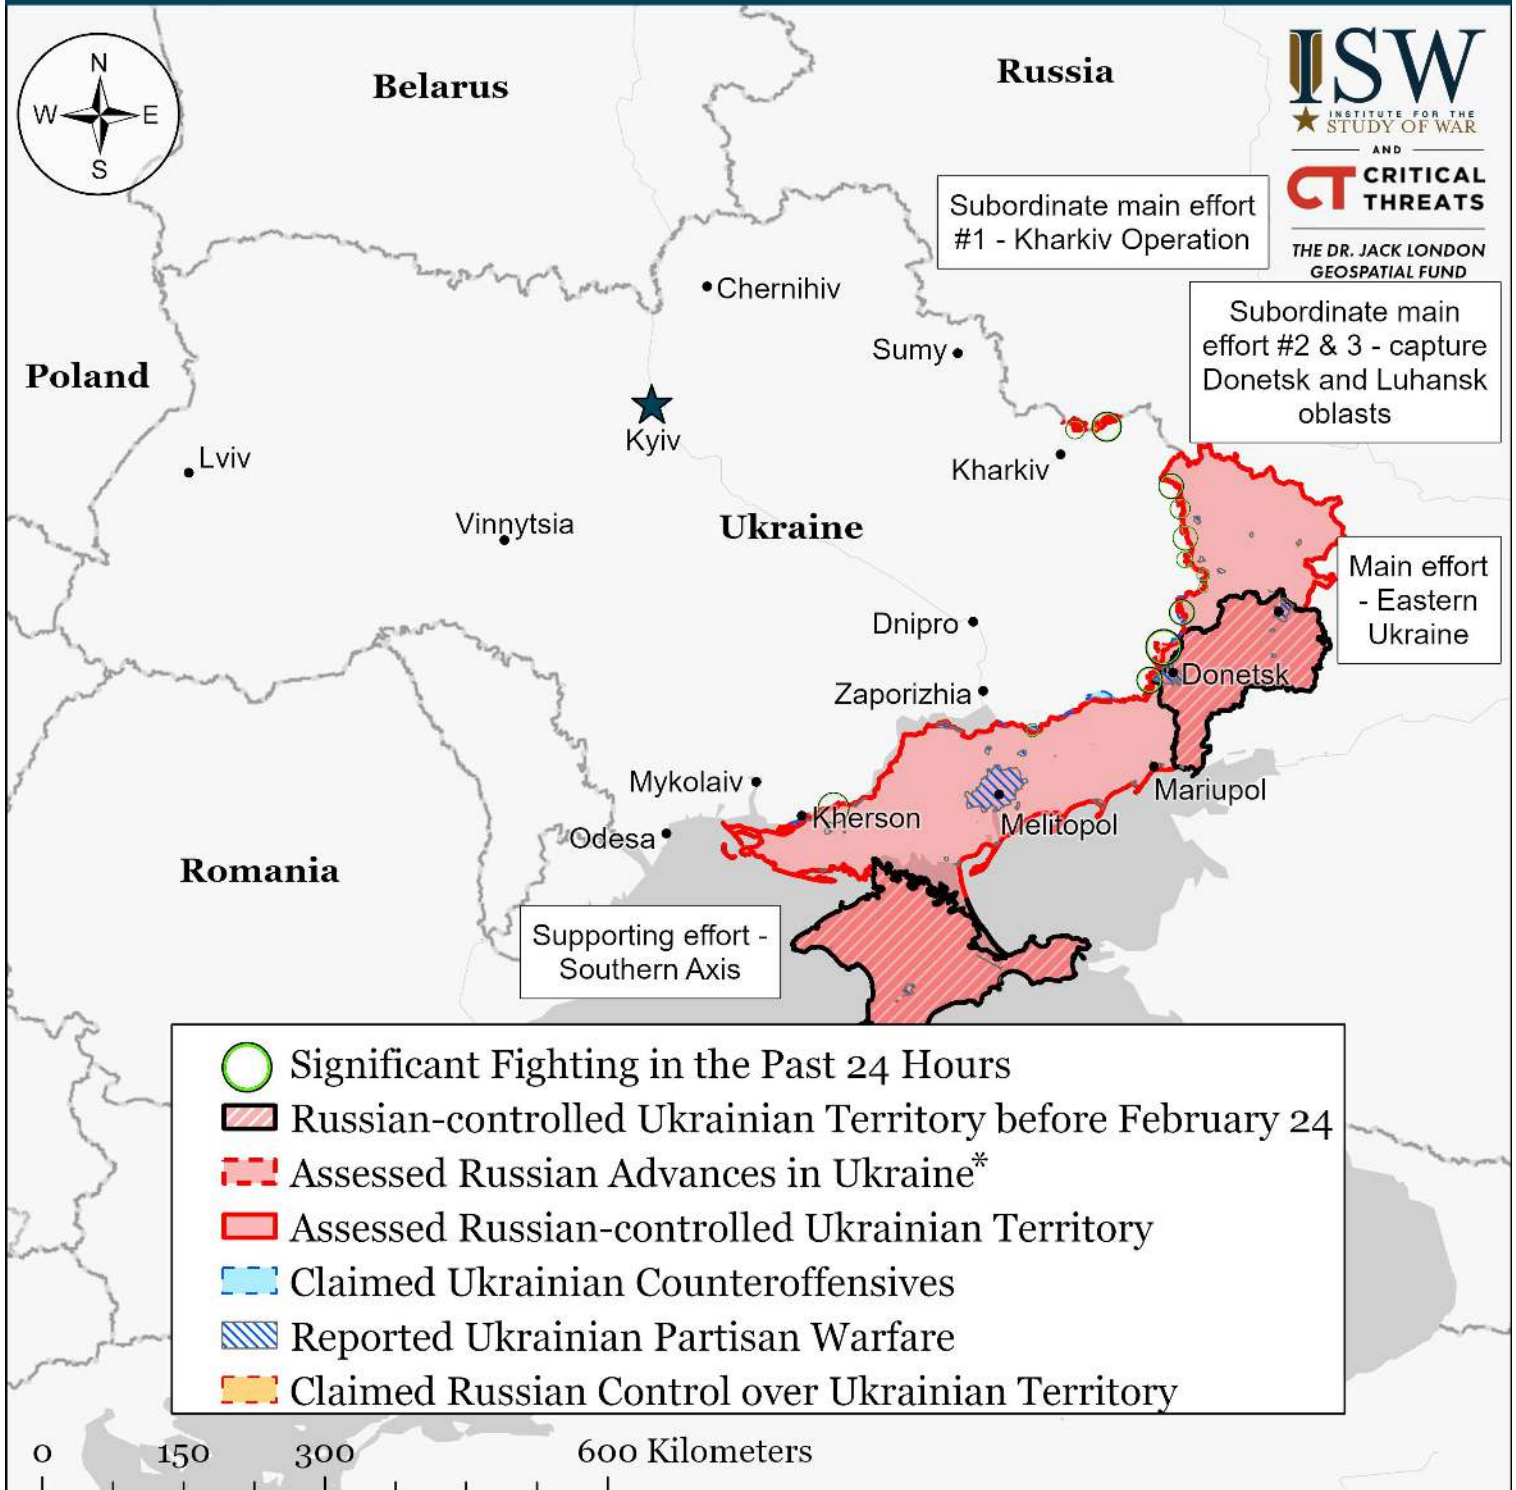 N
W
E
S
Belarus
Russia
ISW
INSTITUTE FOR THE
STUDY OF WAR
AND
CT CRITICAL
THREATS
THE DR. JACK LONDON
GEOSPATIAL FUND
Subordinate main effort
#1 - Kharkiv Operation
Subordinate main
effort #2 & 3 - capture
Donetsk and Luhansk
oblasts
Chernihiv
Sumy
Poland
Kyiv
Lviv
Kharkiv
Vinnytsia
Ukraine
Main effort
- Eastern
Ukraine
Dnipro
Donetsk
Zaporizhia
Mykolaiv
Mariupol
Kherson
Melitopol
Odesa
Romania
Supporting effort -
Southern Axis
Significant Fighting in the Past 24 Hours
Russian-controlled Ukrainian Territory before February 24
Assessed Russian Advances in Ukraine*
Assessed Russian-controlled Ukrainian Territory
Claimed Ukrainian Counteroffensives
Reported Ukrainian Partisan Warfare
Claimed Russian Control over Ukrainian Territory
0 150 300 600 Kilometers